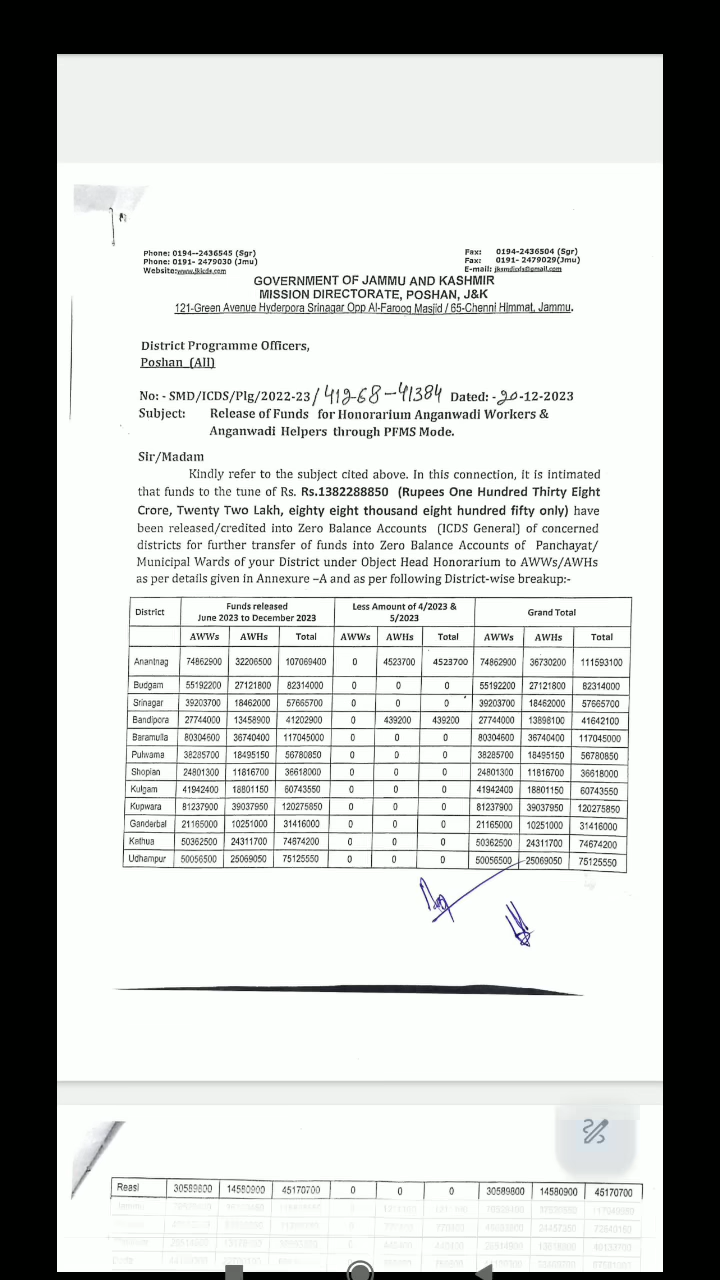 Phone: 0194--2436545 (Sgr)
Phone: 0191- 2479030 (Jmu)
Website:www.jkicds.com
Fax: 0194-2436504 (Sgr)
Fax: 0191- 2479029(Jmu)
E-mail: jksmdicds@gmail.com
GOVERNMENT OF JAMMU AND KASHMIR
MISSION DIRECTORATE, POSHAN, J&K
121-Green Avenue Hyderpora Srinagar Opp Al-Farooq Masjid / 65-Chenni Himmat, Jammu.
District Programme Officers,
Poshan (All)
No: - SMD/ICDS/Plg/2022-23/41268-41384 Dated: -20-12-2023
Subject: Release of Funds for Honorarium Anganwadi Workers &
Anganwadi Helpers through PFMS Mode.
Sir/Madam
Kindly refer to the subject cited above. In this connection, it is intimated
that funds to the tune of Rs. Rs.1382288850 (Rupees One Hundred Thirty Eight
Crore, Twenty Two Lakh, eighty eight thousand eight hundred fifty only) have
been released/credited into Zero Balance Accounts (ICDS General) of concerned
districts for further transfer of funds into Zero Balance Accounts of Panchayat/
Municipal Wards of your District under Object Head Honorarium to AWWs/AWHs
as per details given in Annexure –A and as per following District-wise breakup:-
District Funds released June 2023 to December 2023 Less Amount of 4/2023 & 5/2023 Grand Total
AWWs AWHs Total AWWs AWHs Total AWWs AWHs Total
Anantnag 74862900 32206500 107069400 0 4523700 4523700 74862900 36730200 111593100
Budgam 55192200 27121800 82314000 0 0 0 55192200 27121800 82314000
Srinagar 39203700 18462000 57665700 0 0 0 39203700 18462000 57665700
Bandipora 27744000 13458900 41202900 0 439200 439200 27744000 13898100 41642100
Baramulla 80304600 36740400 117045000 0 0 0 80304600 36740400 117045000
Pulwama 38285700 18495150 56780850 0 0 0 38285700 18495150 56780850
Shopian 24801300 11816700 36618000 0 0 0 24801300 11816700 36618000
Kulgam 41942400 18801150 60743550 0 0 0 41942400 18801150 60743550
Kupwara 81237900 39037950 120275850 0 0 0 81237900 39037950 120275850
Ganderbal 21165000 10251000 31416000 0 0 0 21165000 10251000 31416000
Kathua 50362500 24311700 74674200 0 0 0 50362500 24311700 74674200
Udhampur 50056500 25069050 75125550 0 0 0 50056500 25069050 75125550
Reasi 30589800 14580900 45170700 0 0 0 30589800 14580900 45170700